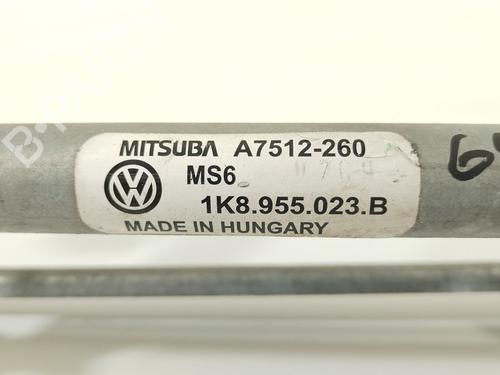 MITSUBA A7512-260
MS6
1K8.955.023.B
MADE IN HUNGARY